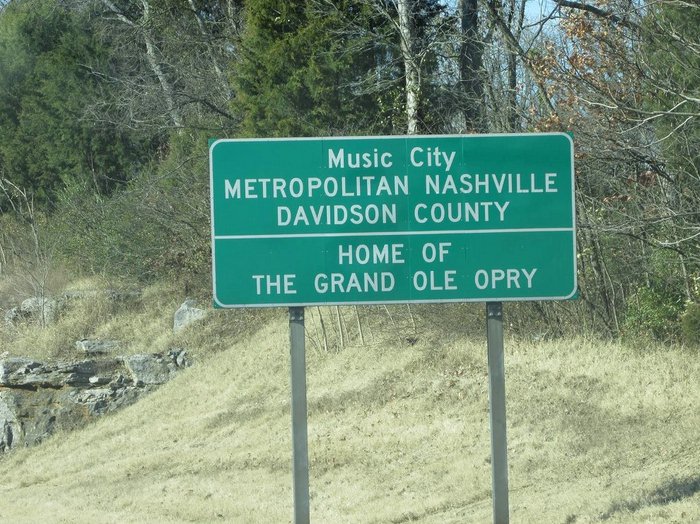 Music City
METROPOLITAN NASHVILLE
DAVIDSON COUNTY
HOME OF
THE GRAND OLE OPRY